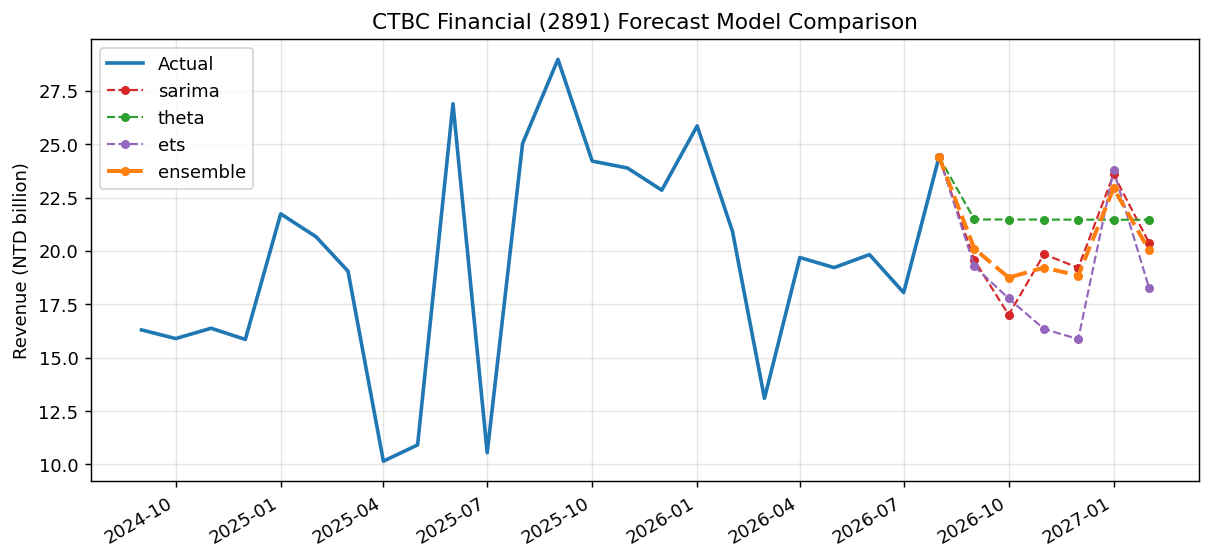 CTBC Financial (2891) Forecast Model Comparison
Actual
sarima
theta
ets
ensemble
Revenue (NTD billion)
27.5
25.0
22.5
20.0
17.5
15.0
12.5
10.0
2024-10
2025-01
2025-04
2025-07
2025-10
2026-01
2026-04
2026-07
2026-10
2027-01